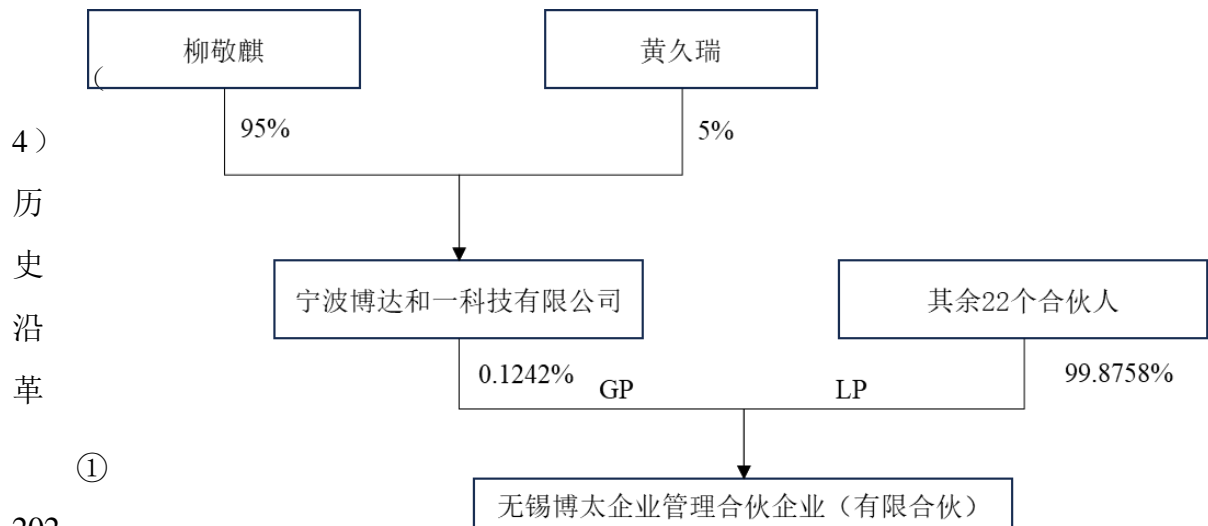 柳敬麒
黄久瑞
（
95%
5%
4）
历
史
沿
革
宁波博达和一科技有限公司
其余22个合伙人
0.1242%
GP
LP
99.8758%
①
无锡博太企业管理合伙企业（有限合伙）
202